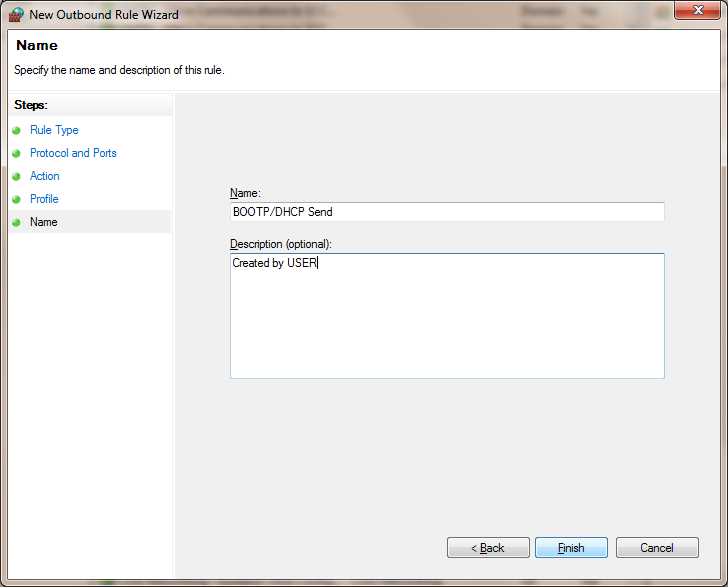 New Outbound Rule Wizard
Name
Specify the name and description of this rule.
Steps:
Rule Type
Protocol and Ports
Action
Profile
Name
Name:
BOOTP/DHCP Send
Description (optional):
Created by USER
< Back
Finish
Cancel